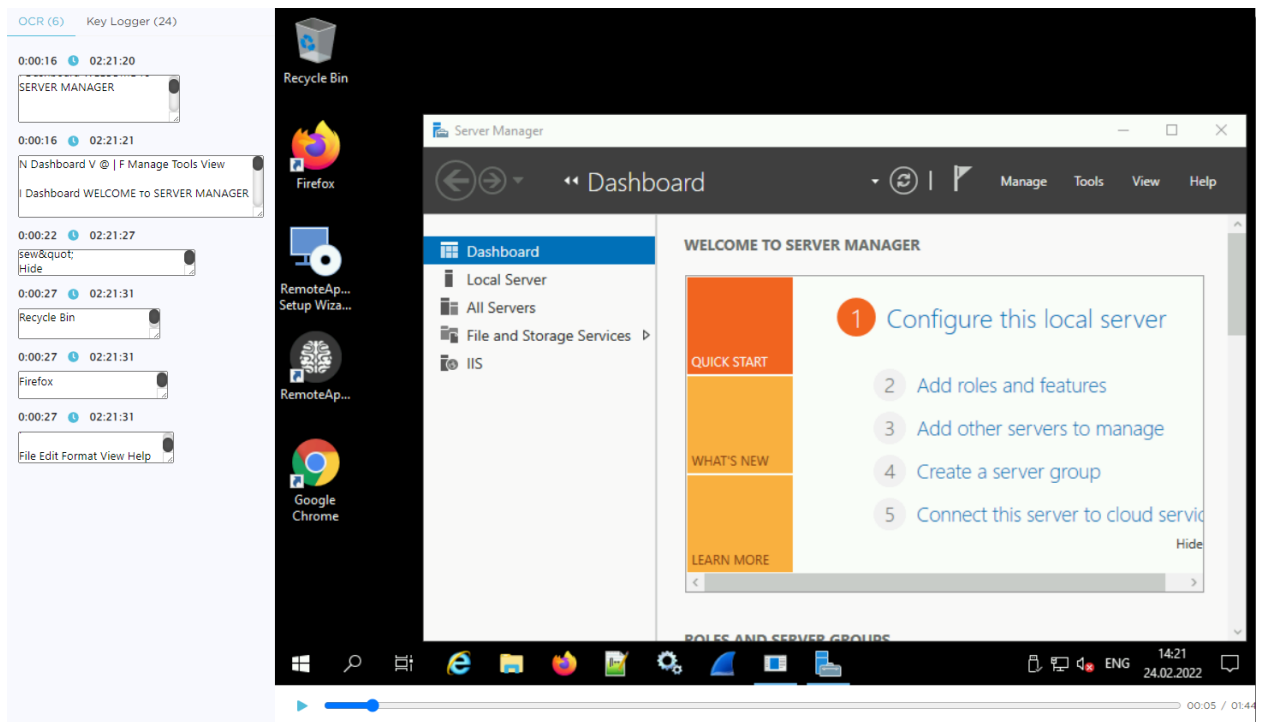 OCR (6) Key Logger (24)
0:00:16 02:21:20
SERVER MANAGER
0:00:16 02:21:21
N Dashboard V @ | F Manage Tools View
I Dashboard WELCOME то SERVER MANAGER
0:00:22 02:21:27
sew&quot;
Hide
0:00:27 02:21:31
Recycle Bin
0:00:27 02:21:31
Firefox
0:00:27 02:21:31
File Edit Format View Help
Recycle Bin
Firefox
RemoteAp...
Setup Wiza...
RemoteAp...
Google
Chrome
Server Manager
Dashboard
Manage Tools View Help
Dashboard
Local Server
All Servers
File and Storage Services
IIS
WELCOME TO SERVER MANAGER
QUICK START
WHAT'S NEW
LEARN MORE
1 Configure this local server
2 Add roles and features
3 Add other servers to manage
4 Create a server group
5 Connect this server to cloud servic
Hide
ROLES AND SERVER GROUPS
ENG
14:21
24.02.2022
00:05 / 01:44